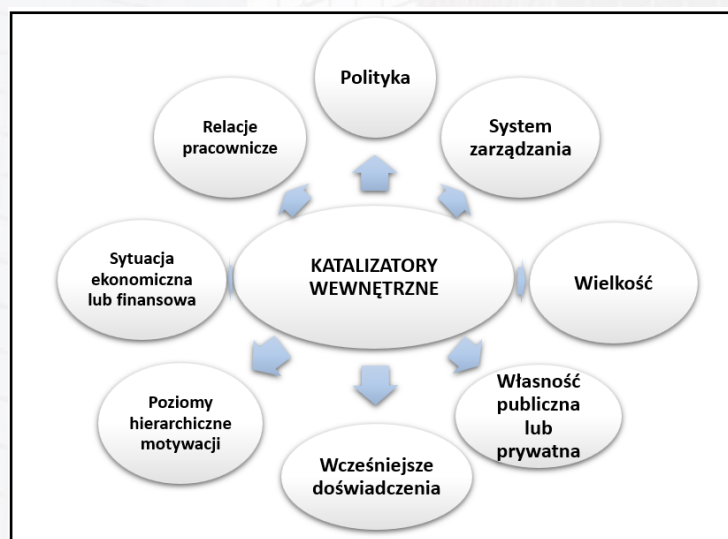 Polityka
System
zarządzania
Wielkość
Własność
publiczna
lub
prywatna
Wcześniejsze
doświadczenia
Poziomy
hierarchiczne
motywacji
Sytuacja
ekonomiczna
lub finansowa
Relacje
pracownicze
KATALIZATORY
WEWNĘTRZNE